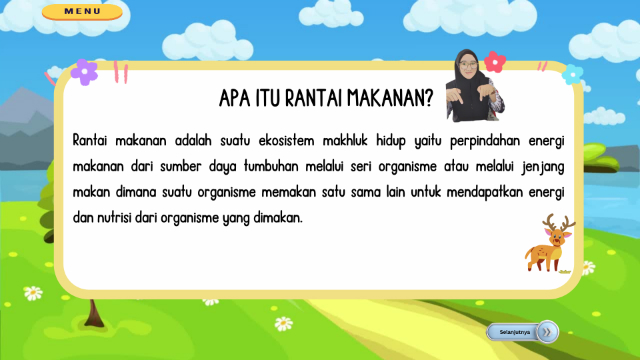 MENU
APA ITU RANTAI MAKANAN?
Rantai makanan adalah suatu ekosistem makhluk hidup yaitu perpindahan energi
makanan dari sumber daya tumbuhan melalui seri organisme atau melalui jenjang
makan dimana suatu organisme memakan satu sama lain untuk mendapatkan energi
dan nutrisi dari organisme yang dimakan.
Selanjutnya